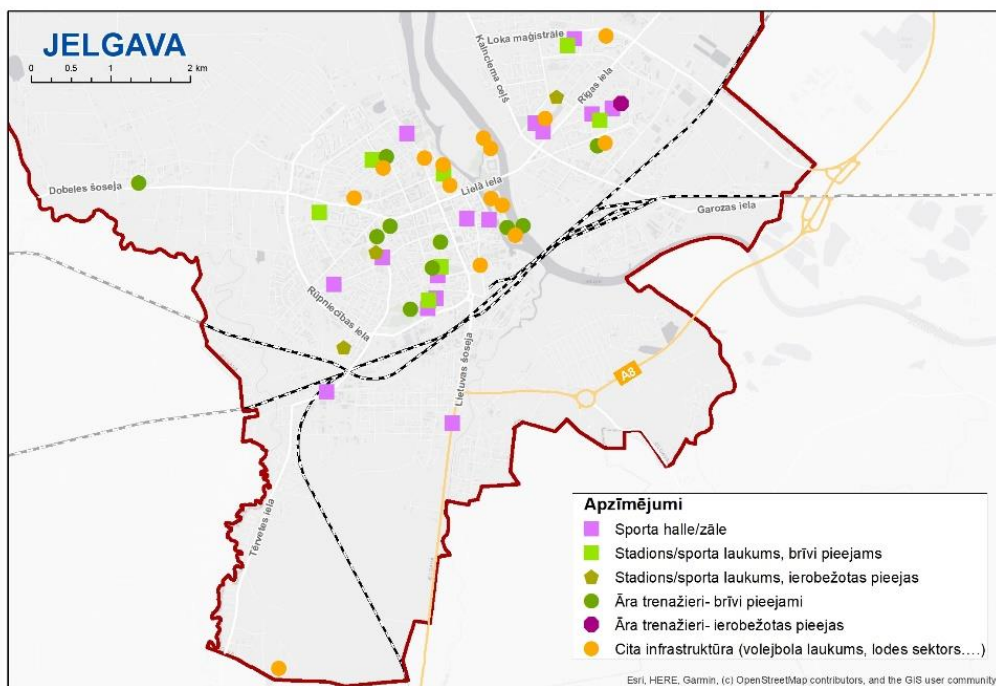 JELGAVA
0 0.5 1 2 km
Loka maģistrāle
Kalnciema ceļš
Rīgas iela
Dobeles šoseja
Lielā iela
Garozas iela
Rūpniecības iela
Lietuvas šoseja
A8
Tērvetes iela
Apzīmējumi
Sporta halle/zāle
Stadions/sporta laukums, brīvi pieejams
Stadions/sporta laukums, ierobežotas pieejas
Āra trenažieri- brīvi pieejami
Āra trenažieri- ierobežotas pieejas
Cita infrastruktūra (volejbola laukums, lodes sektors....)
Esri, HERE, Garmin, (c) OpenStreetMap contributors, and the GIS user community